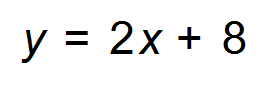 y = 2x + 8